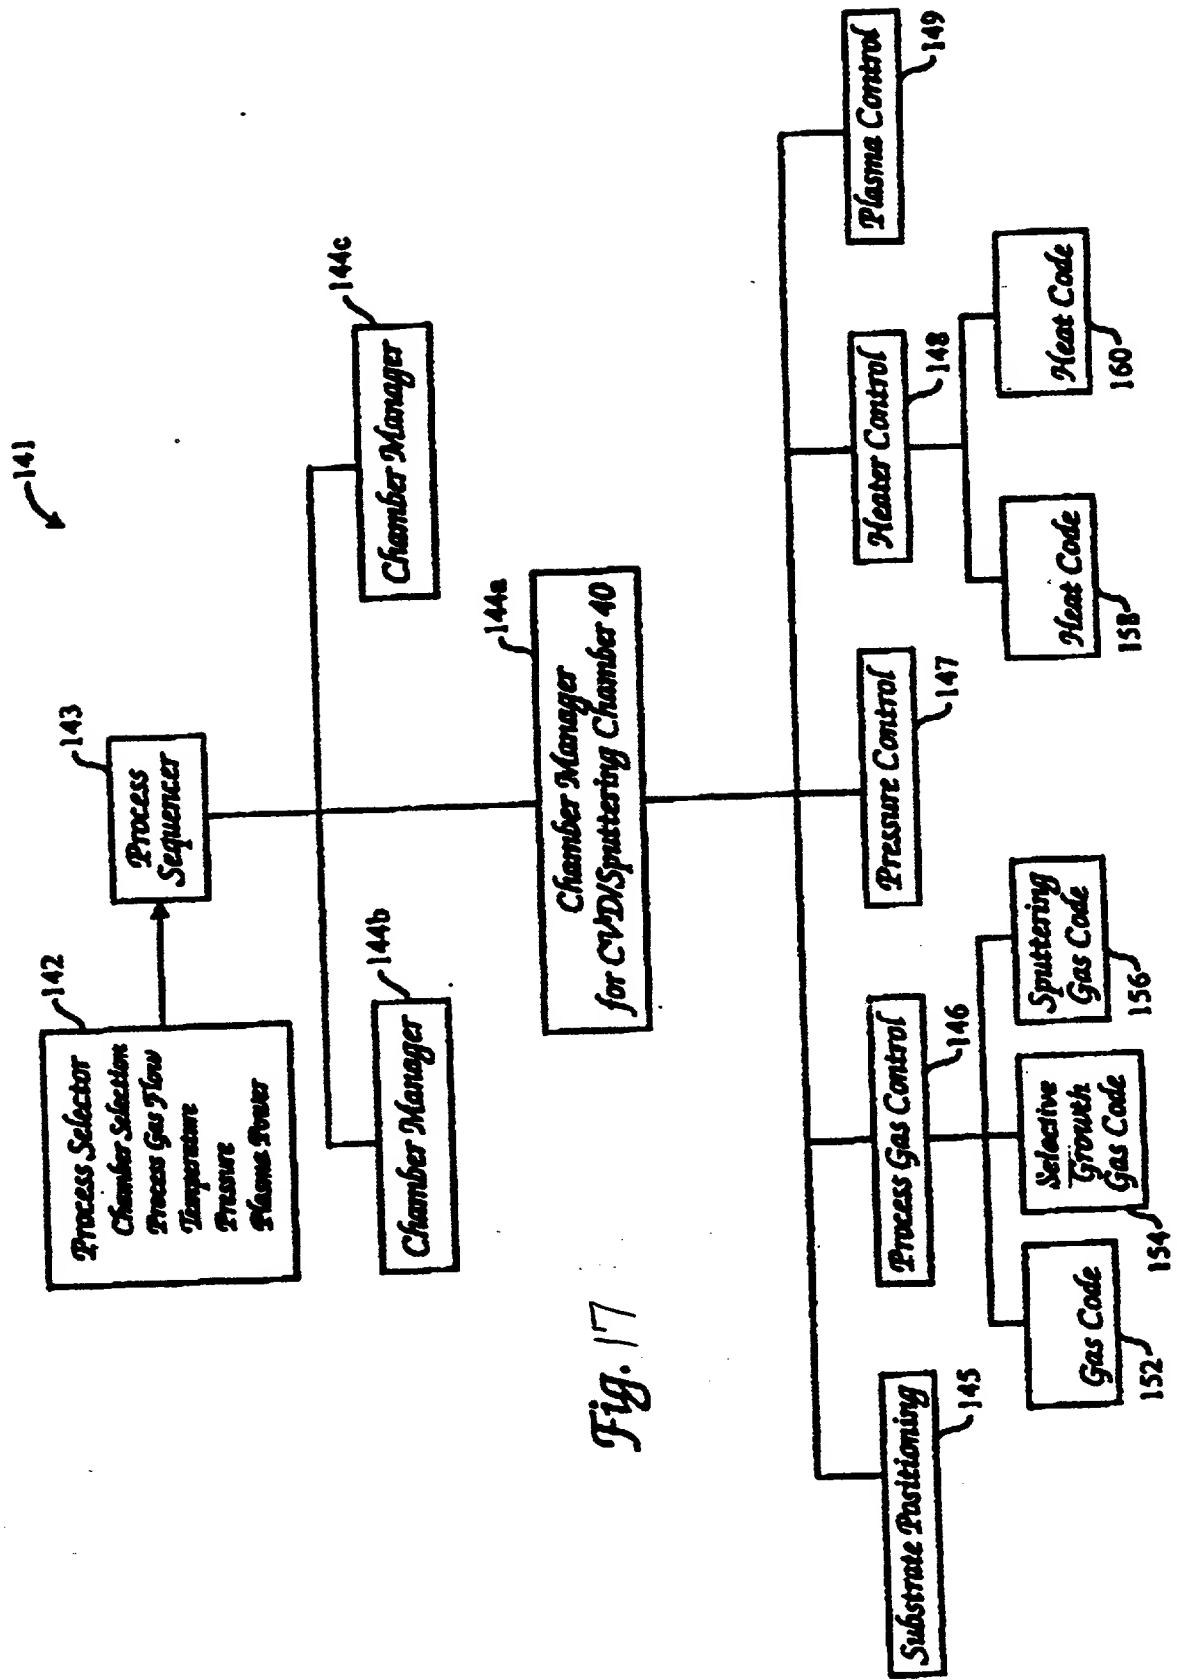 141
142
Process Selector
Chamber Selection
Process Gas Flow
Temperature
Pressure
Plasma Power
143
Process
Sequencer
144b
Chamber Manager
144c
Chamber Manager
144a
Chamber Manager
for CVD/Sputtering Chamber 40
Substrate Positioning
145
Process Gas Control
146
Pressure Control
147
Heater Control
148
Plasma Control
149
Gas Code
152
Selective
Growth
Gas Code
154
Sputtering
Gas Code
156
Heat Code
158
Heat Code
160
Fig. 17